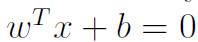 w^T x + b = 0